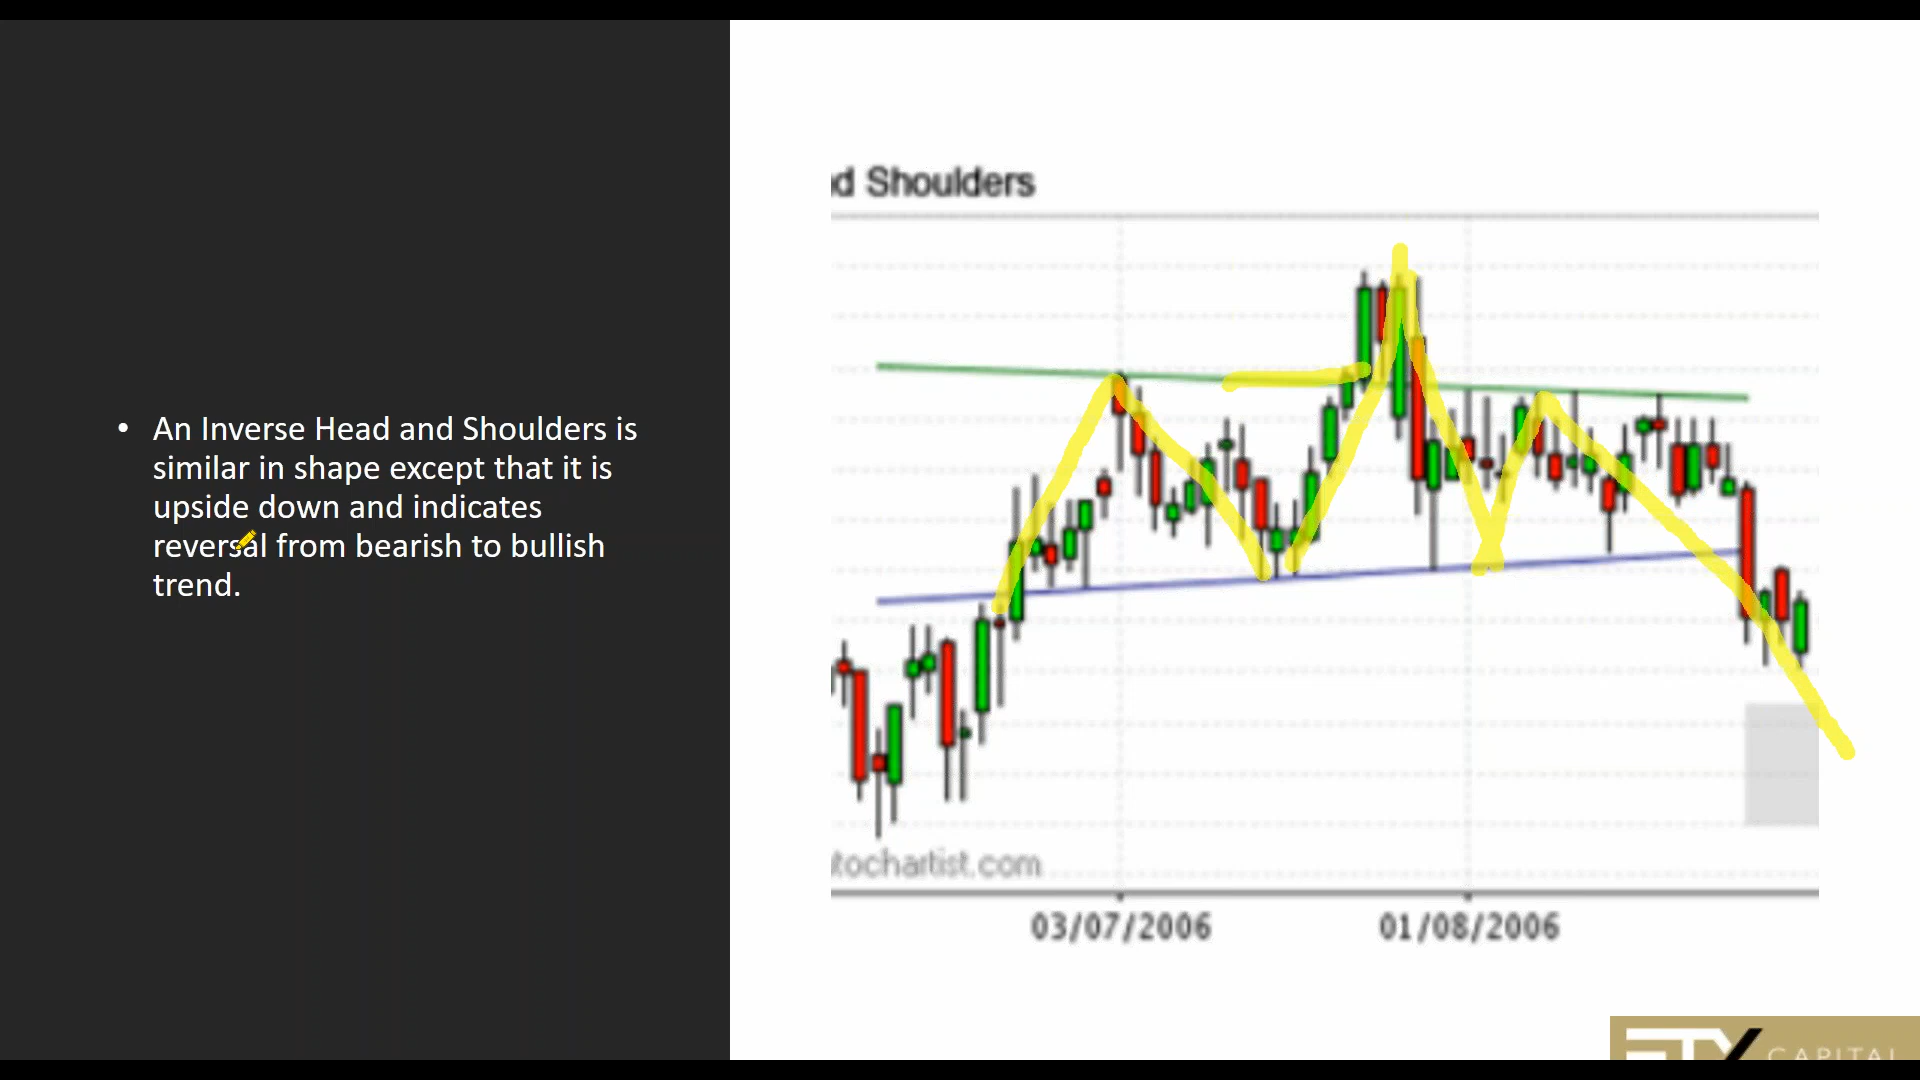 • An Inverse Head and Shoulders is
similar in shape except that it is
upside down and indicates
reversal from bearish to bullish
trend.
d Shoulders
tochartist.com
03/07/2006
01/08/2006
CAPITAL